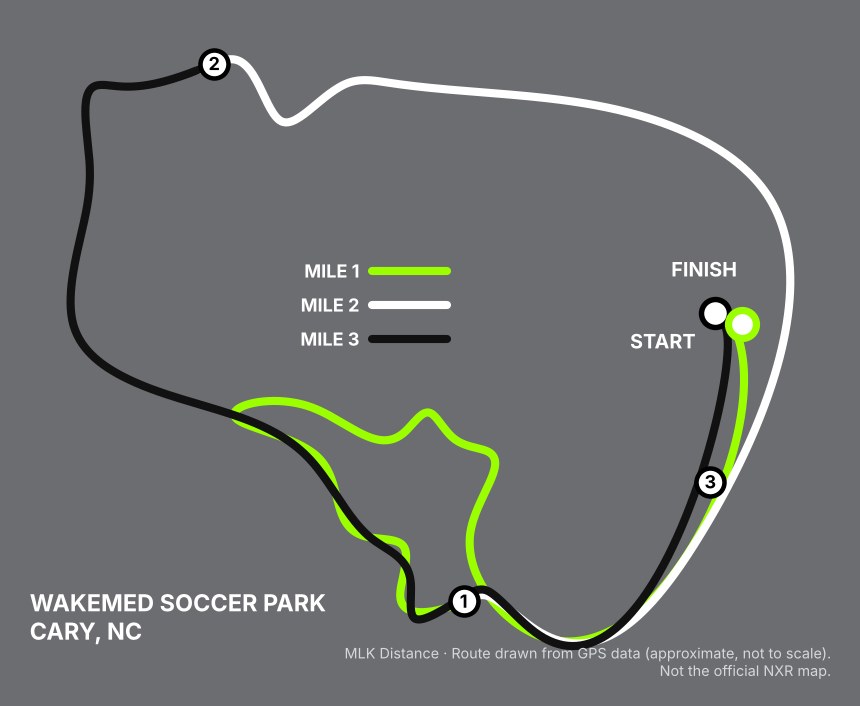 2
MILE 1
MILE 2
MILE 3
FINISH
START
3
1
WAKEMED SOCCER PARK
CARY, NC
MLK Distance · Route drawn from GPS data (approximate, not to scale).
Not the official NXR map.